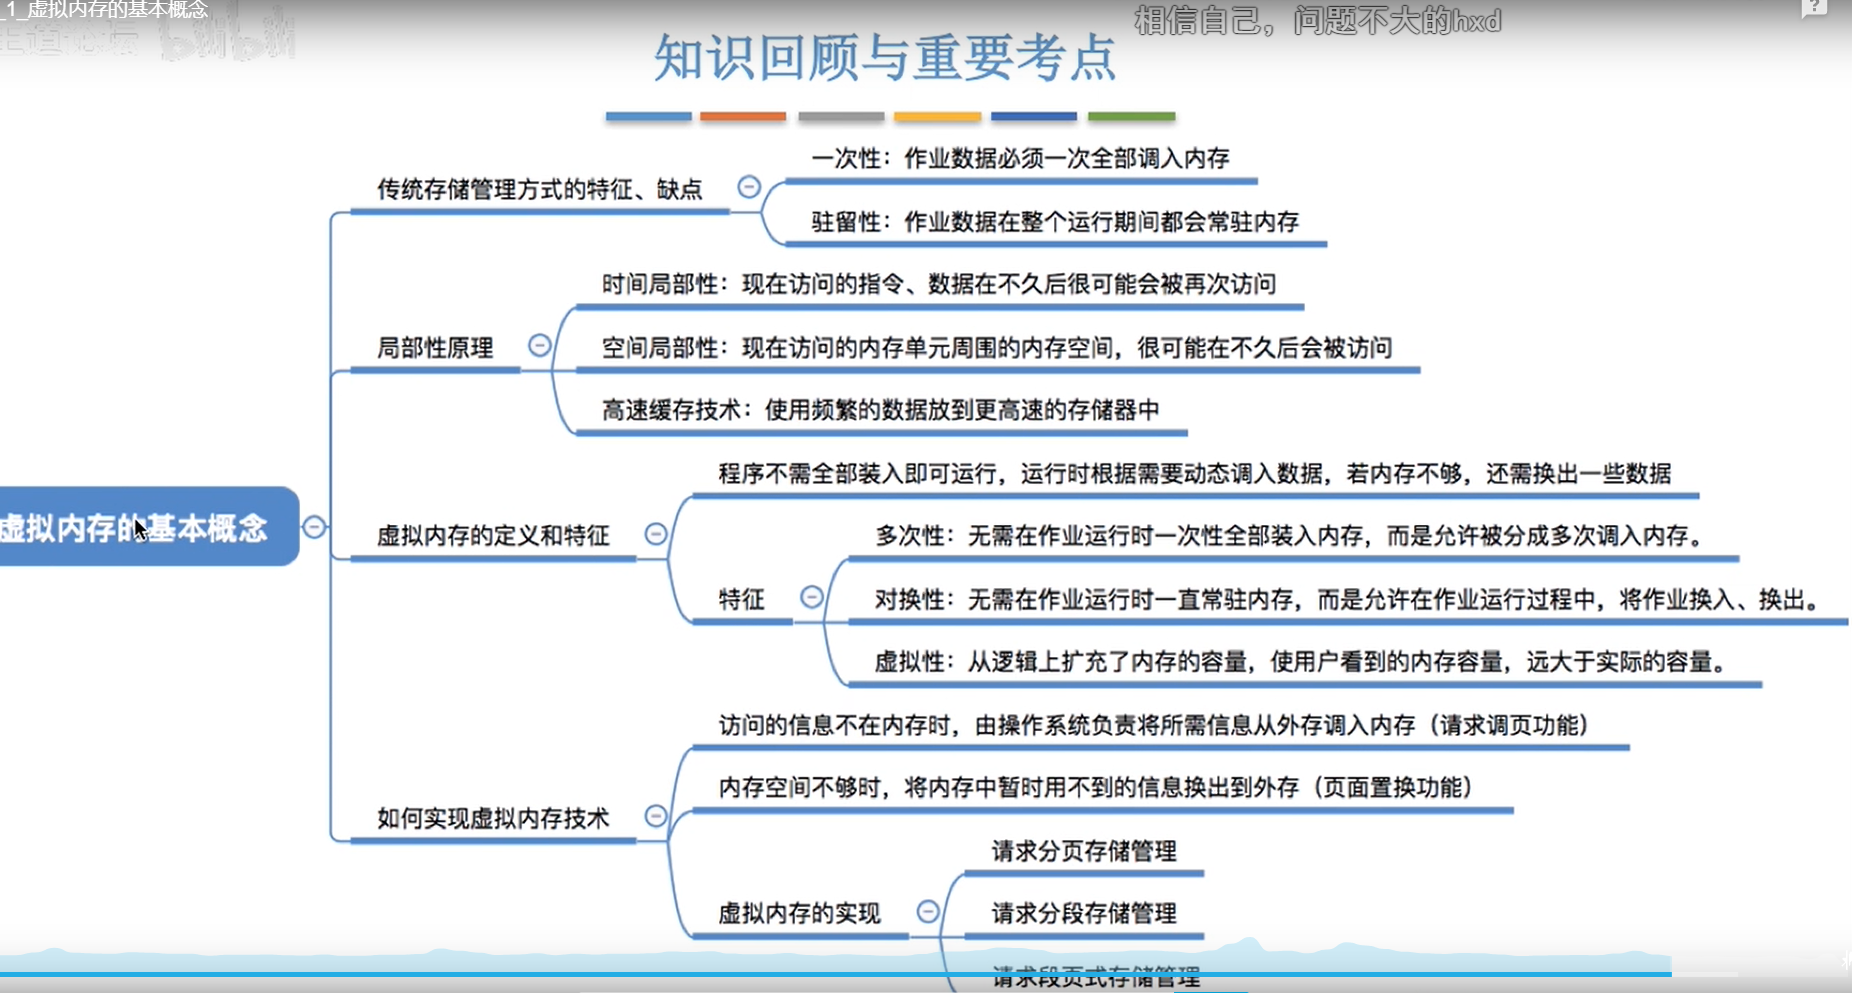 _1_虚拟内存的基本概念
相信自己，问题不大的hxd
王道论坛 bilibili
知识回顾与重要考点
一次性：作业数据必须一次全部调入内存
传统存储管理方式的特征、缺点
驻留性：作业数据在整个运行期间都会常驻内存
时间局部性：现在访问的指令、数据在不久后很可能会被再次访问
局部性原理
空间局部性：现在访问的内存单元周围的内存空间，很可能在不久后会被访问
高速缓存技术：使用频繁的数据放到更高速的存储器中
程序不需全部装入即可运行，运行时根据需要动态调入数据，若内存不够，还需换出一些数据
虚拟内存的基本概念
虚拟内存的定义和特征
多次性：无需在作业运行时一次性全部装入内存，而是允许被分成多次调入内存。
特征
对换性：无需在作业运行时一直常驻内存，而是允许在作业运行过程中，将作业换入、换出。
虚拟性：从逻辑上扩充了内存的容量，使用户看到的内存容量，远大于实际的容量。
访问的信息不在内存时，由操作系统负责将所需信息从外存调入内存（请求调页功能）
如何实现虚拟内存技术
内存空间不够时，将内存中暂时用不到的信息换出到外存（页面置换功能）
请求分页存储管理
虚拟内存的实现
请求分段存储管理
请求段页式存储管理